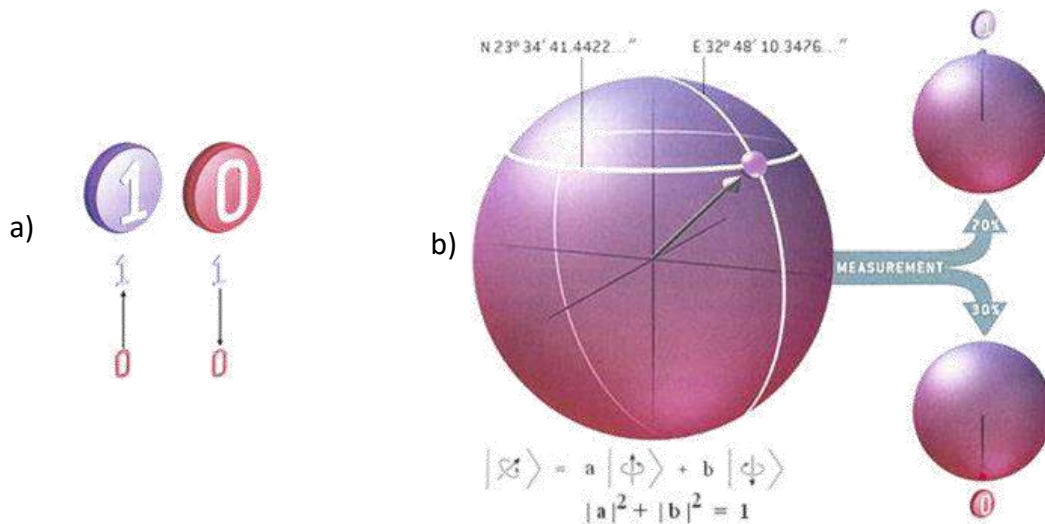 a)
1 0
1 1
0 0
b)
N 23° 34′ 41.4422...″ E 32° 48′ 10.3476...″
1
70%
MEASUREMENT
30%
0
| ⟩ = a | ⟩ + b | ⟩
|a|² + |b|² = 1